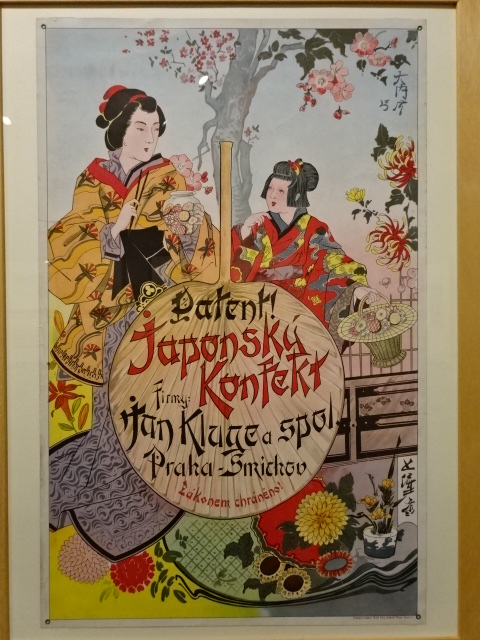 Patent!
Japonský
Konfekt
Firmy:
Jan Kluge a spol.
Praha-Smíchov
Zákonem chráněno!